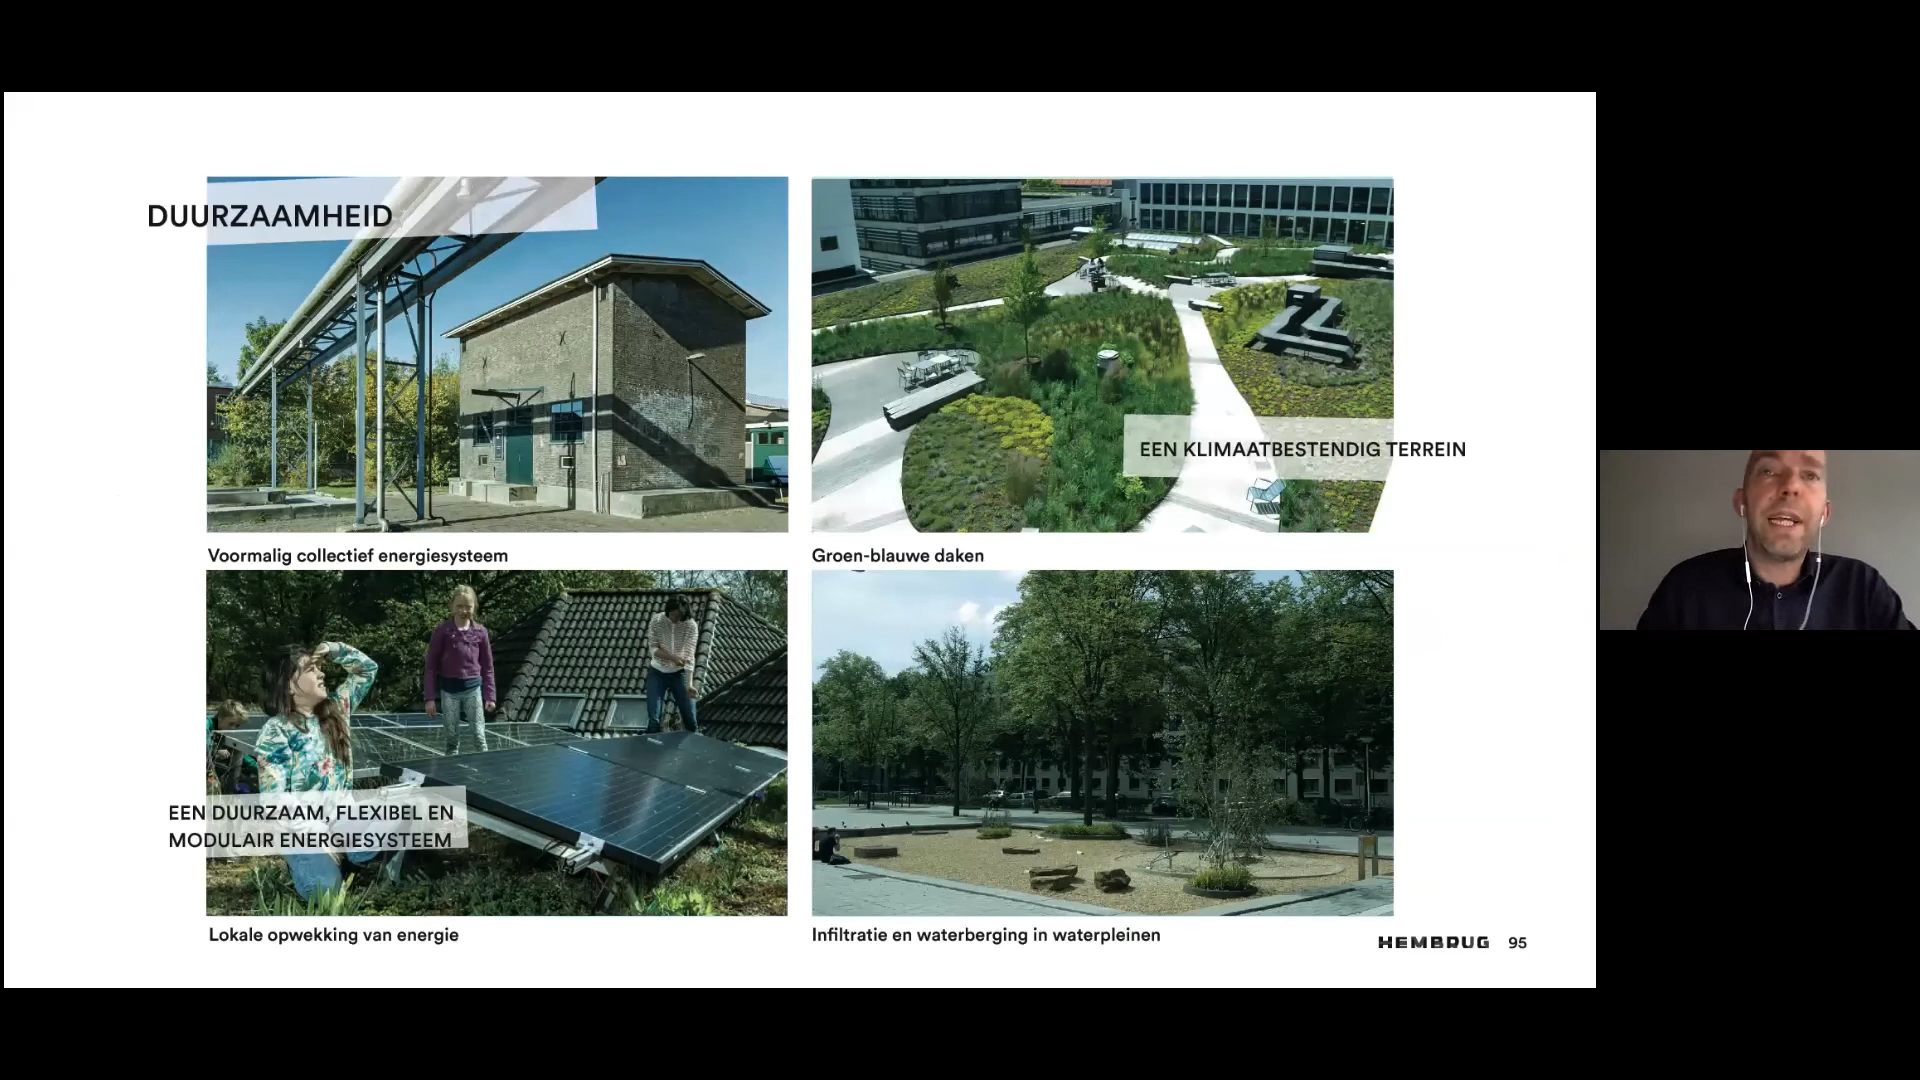 DUURZAAMHEID
EEN KLIMAATBESTENDIG TERREIN
Voormalig collectief energiesysteem
Groen-blauwe daken
EEN DUURZAAM, FLEXIBEL EN
MODULAIR ENERGIESYSTEEM
Lokale opwekking van energie
Infiltratie en waterberging in waterpleinen
HEMBRUG 95